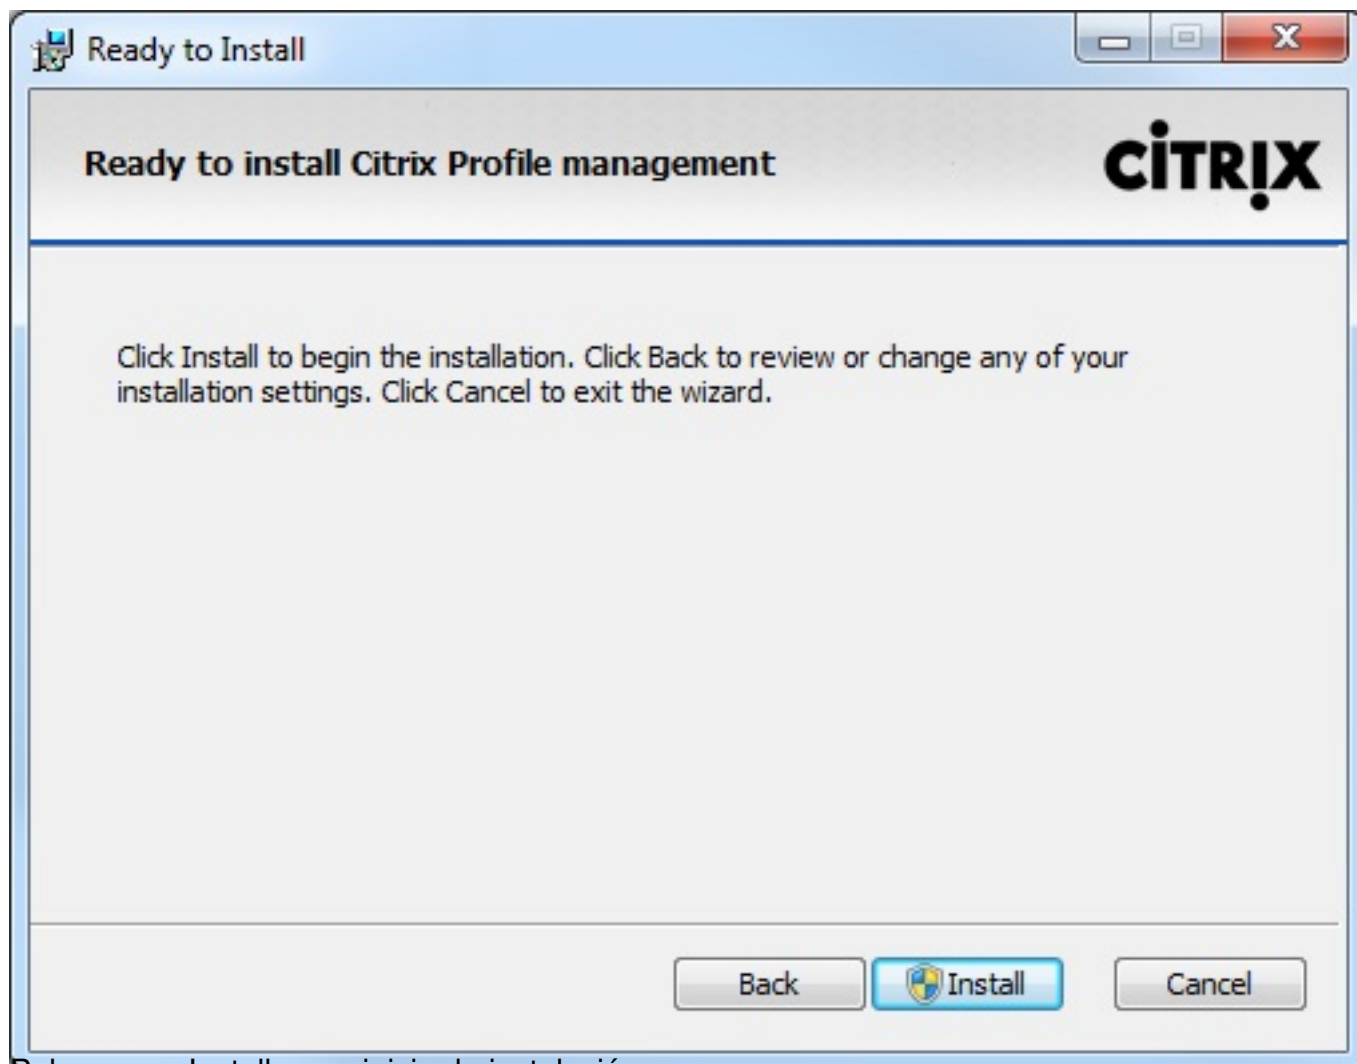 Ready to Install
Ready to install Citrix Profile management
CITRIX
Click Install to begin the installation. Click Back to review or change any of your
installation settings. Click Cancel to exit the wizard.
Back
Install
Cancel